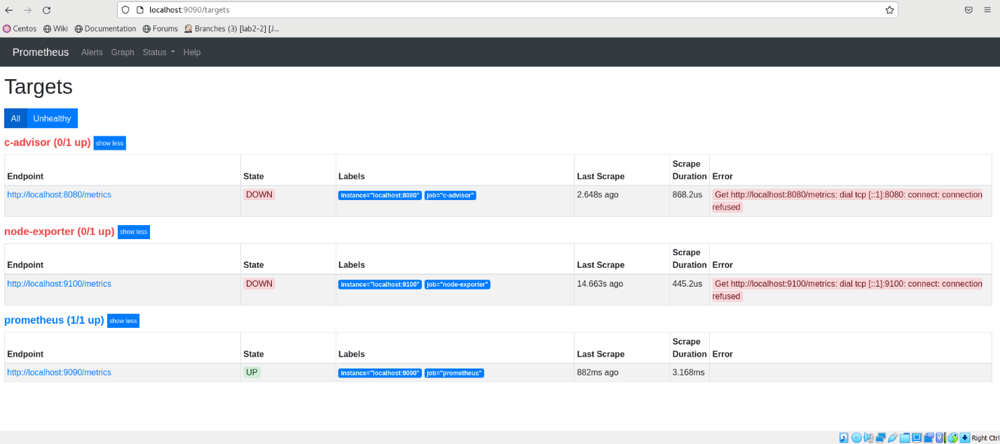 localhost:9090/targets
Centos Wiki Documentation Forums Branches (3) [lab2-2] [J...
Prometheus Alerts Graph Status Help
Targets
All Unhealthy
c-advisor (0/1 up) show less
Endpoint State Labels Last Scrape Scrape Duration Error
http://localhost:8080/metrics DOWN instance="localhost:8080" job="c-advisor" 2.648s ago 868.2us Get http://localhost:8080/metrics: dial tcp [::1]:8080: connect: connection
refused
node-exporter (0/1 up) show less
Endpoint State Labels Last Scrape Scrape Duration Error
http://localhost:9100/metrics DOWN instance="localhost:9100" job="node-exporter" 14.663s ago 445.2us Get http://localhost:9100/metrics: dial tcp [::1]:9100: connect: connection
refused
prometheus (1/1 up) show less
Endpoint State Labels Last Scrape Scrape Duration Error
http://localhost:9090/metrics UP instance="localhost:9090" job="prometheus" 882ms ago 3.168ms
Right Ctrl